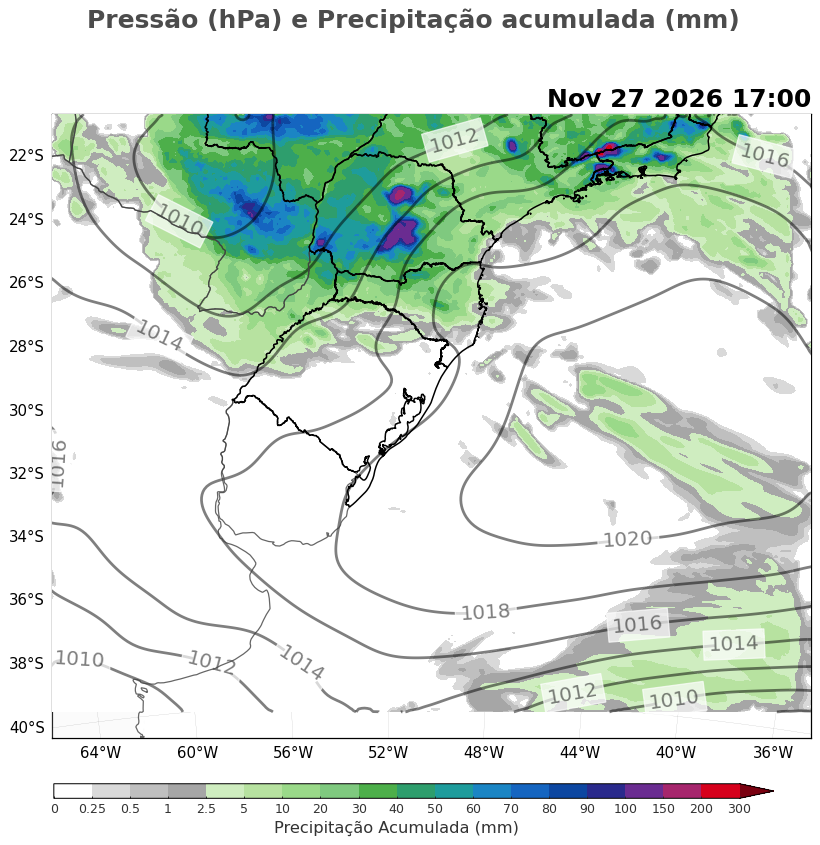 Pressão (hPa) e Precipitação acumulada (mm)
Nov 27 2026 17:00
1012
1016
1010
1014
1016
1020
1018
1016
1014
1010
1012
1014
1012
1010
22°S
24°S
26°S
28°S
30°S
32°S
34°S
36°S
38°S
40°S
64°W 60°W 56°W 52°W 48°W 44°W 40°W 36°W
0 0.25 0.5 1 2.5 5 10 20 30 40 50 60 70 80 90 100 150 200 300
Precipitação Acumulada (mm)